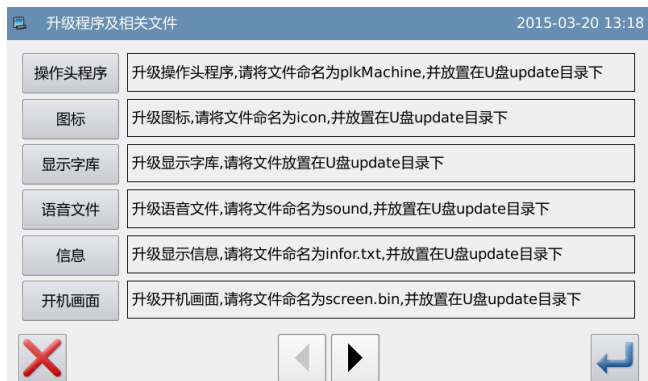 升级程序及相关文件 2015-03-20 13:18
操作头程序 升级操作头程序,请将文件命名为plkMachine,并放置在U盘update目录下
图标 升级图标,请将文件命名为icon,并放置在U盘update目录下
显示字库 升级显示字库,请将文件放置在U盘update目录下
语音文件 升级语音文件,请将文件命名为sound,并放置在U盘update目录下
信息 升级显示信息,请将文件命名为infor.txt,并放置在U盘update目录下
开机画面 升级开机画面,请将文件命名为screen.bin,并放置在U盘update目录下